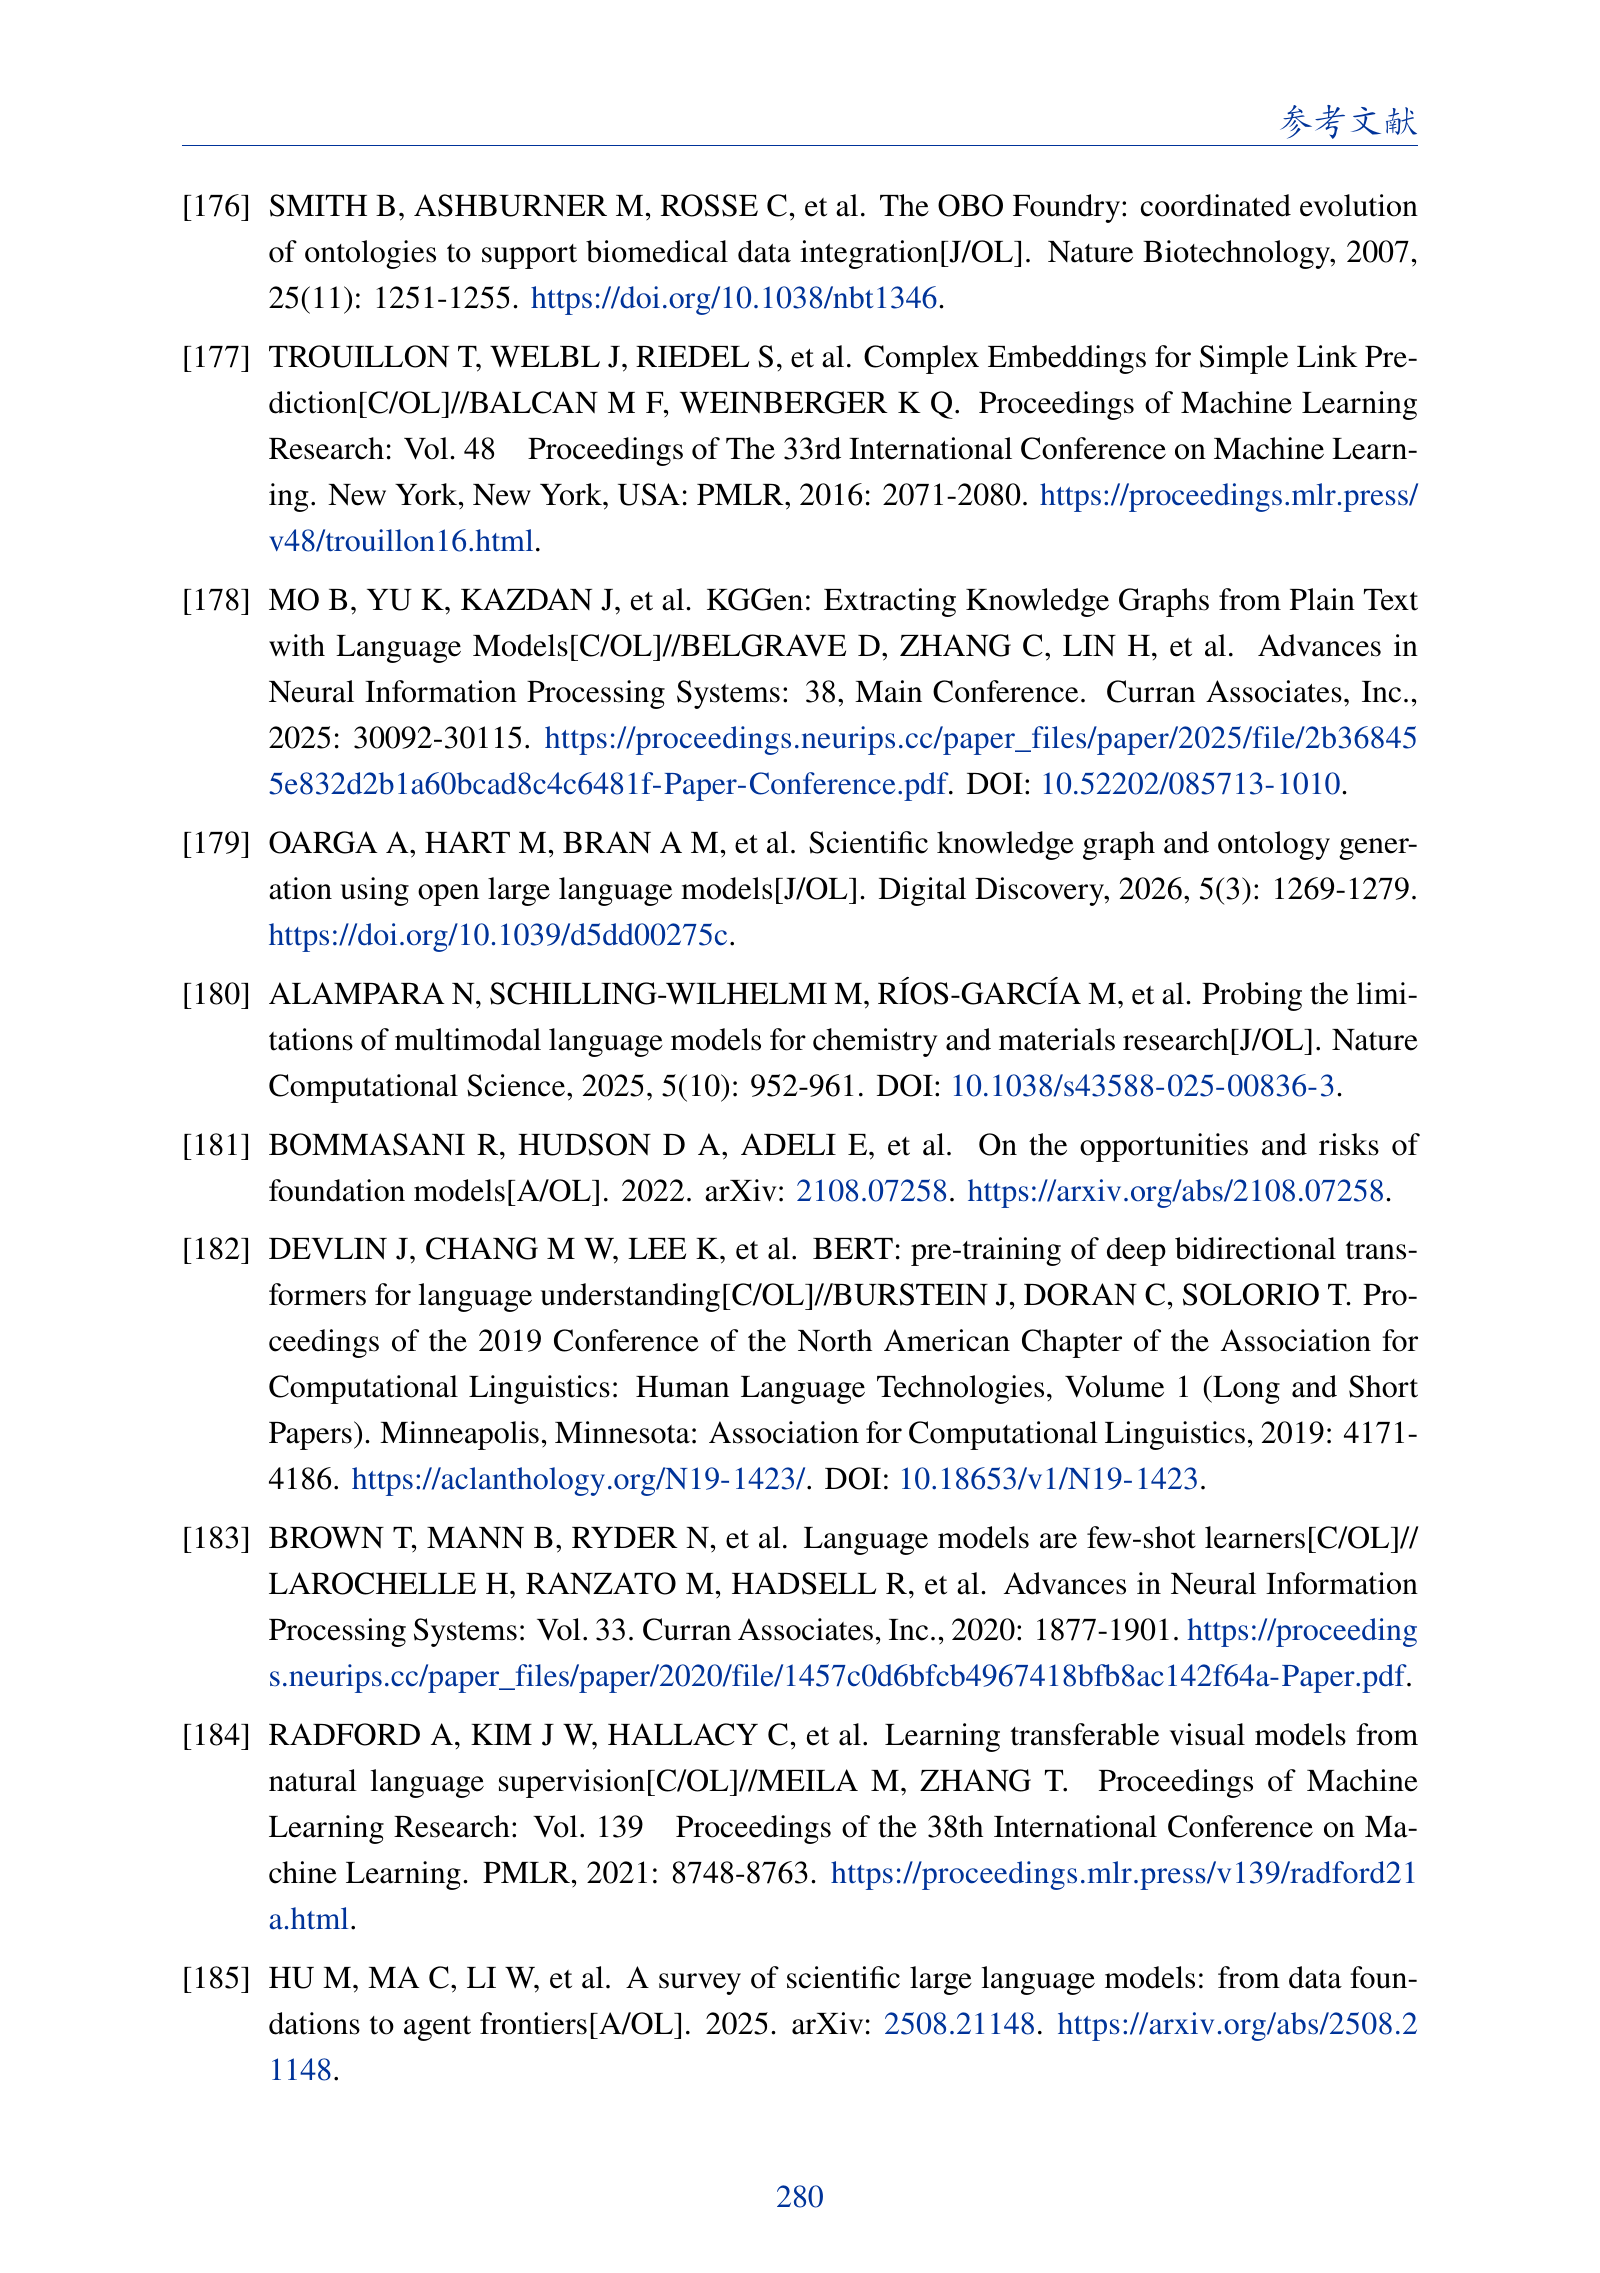 参考文献
[176] SMITH B, ASHBURNER M, ROSSE C, et al. The OBO Foundry: coordinated evolution
of ontologies to support biomedical data integration[J/OL]. Nature Biotechnology, 2007,
25(11): 1251-1255. https://doi.org/10.1038/nbt1346.
[177] TROUILLON T, WELBL J, RIEDEL S, et al. Complex Embeddings for Simple Link Pre-
diction[C/OL]//BALCAN M F, WEINBERGER K Q. Proceedings of Machine Learning
Research: Vol. 48 Proceedings of The 33rd International Conference on Machine Learn-
ing. New York, New York, USA: PMLR, 2016: 2071-2080. https://proceedings.mlr.press/
v48/trouillon16.html.
[178] MO B, YU K, KAZDAN J, et al. KGGen: Extracting Knowledge Graphs from Plain Text
with Language Models[C/OL]//BELGRAVE D, ZHANG C, LIN H, et al. Advances in
Neural Information Processing Systems: 38, Main Conference. Curran Associates, Inc.,
2025: 30092-30115. https://proceedings.neurips.cc/paper_files/paper/2025/file/2b36845
5e832d2b1a60bcad8c4c6481f-Paper-Conference.pdf. DOI: 10.52202/085713-1010.
[179] OARGA A, HART M, BRAN A M, et al. Scientific knowledge graph and ontology gener-
ation using open large language models[J/OL]. Digital Discovery, 2026, 5(3): 1269-1279.
https://doi.org/10.1039/d5dd00275c.
[180] ALAMPARA N, SCHILLING-WILHELMI M, RÍOS-GARCÍA M, et al. Probing the limi-
tations of multimodal language models for chemistry and materials research[J/OL]. Nature
Computational Science, 2025, 5(10): 952-961. DOI: 10.1038/s43588-025-00836-3.
[181] BOMMASANI R, HUDSON D A, ADELI E, et al. On the opportunities and risks of
foundation models[A/OL]. 2022. arXiv: 2108.07258. https://arxiv.org/abs/2108.07258.
[182] DEVLIN J, CHANG M W, LEE K, et al. BERT: pre-training of deep bidirectional trans-
formers for language understanding[C/OL]//BURSTEIN J, DORAN C, SOLORIO T. Pro-
ceedings of the 2019 Conference of the North American Chapter of the Association for
Computational Linguistics: Human Language Technologies, Volume 1 (Long and Short
Papers). Minneapolis, Minnesota: Association for Computational Linguistics, 2019: 4171-
4186. https://aclanthology.org/N19-1423/. DOI: 10.18653/v1/N19-1423.
[183] BROWN T, MANN B, RYDER N, et al. Language models are few-shot learners[C/OL]//
LAROCHELLE H, RANZATO M, HADSELL R, et al. Advances in Neural Information
Processing Systems: Vol. 33. Curran Associates, Inc., 2020: 1877-1901. https://proceeding
s.neurips.cc/paper_files/paper/2020/file/1457c0d6bfcb4967418bfb8ac142f64a-Paper.pdf.
[184] RADFORD A, KIM J W, HALLACY C, et al. Learning transferable visual models from
natural language supervision[C/OL]//MEILA M, ZHANG T. Proceedings of Machine
Learning Research: Vol. 139 Proceedings of the 38th International Conference on Ma-
chine Learning. PMLR, 2021: 8748-8763. https://proceedings.mlr.press/v139/radford21
a.html.
[185] HU M, MA C, LI W, et al. A survey of scientific large language models: from data foun-
dations to agent frontiers[A/OL]. 2025. arXiv: 2508.21148. https://arxiv.org/abs/2508.2
1148.
280